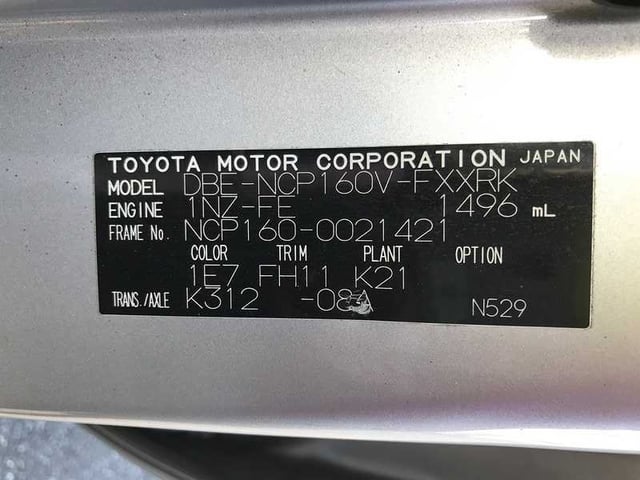 TOYOTA MOTOR CORPORATION JAPAN
MODEL DBE-NCP160V-FXXRK
ENGINE 1NZ-FE 1496 mL
FRAME No. NCP160-0021421
COLOR TRIM PLANT OPTION
1E7 FH11 K21
TRANS./AXLE K312 -08A N529